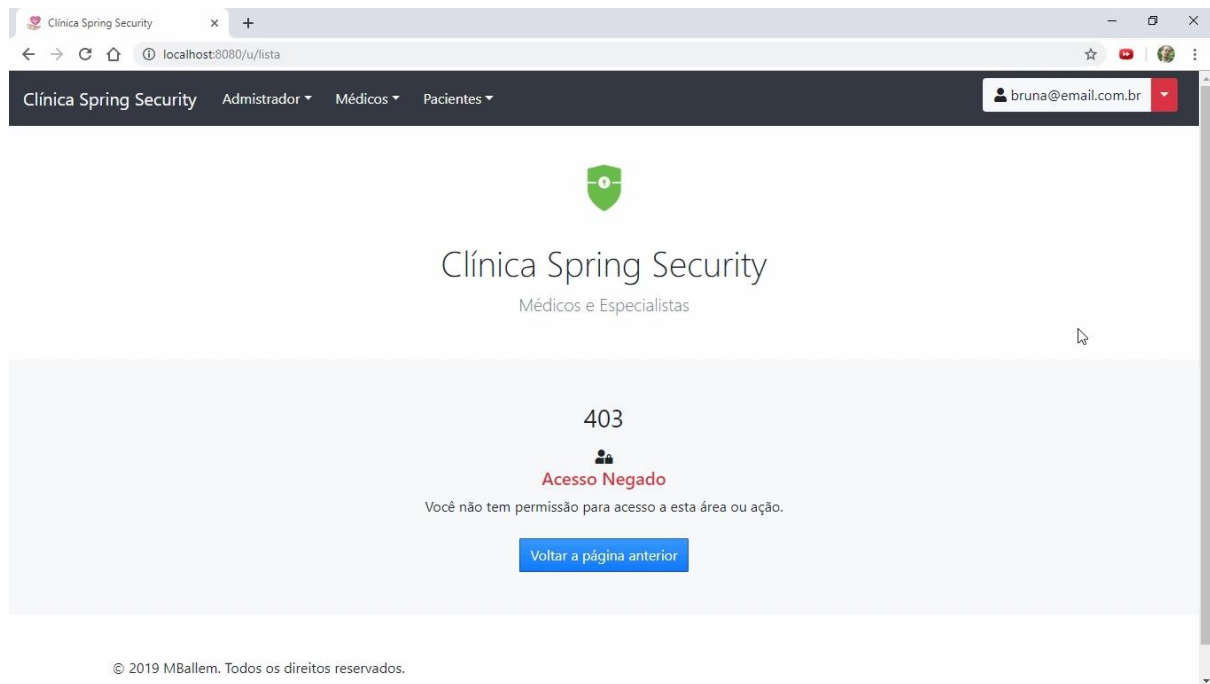 Clínica Spring Security
localhost:8080/u/lista
Clínica Spring Security Admistrador Médicos Pacientes bruna@email.com.br
Clínica Spring Security
Médicos e Especialistas
403
Acesso Negado
Você não tem permissão para acesso a esta área ou ação.
Voltar a página anterior
© 2019 MBallem. Todos os direitos reservados.